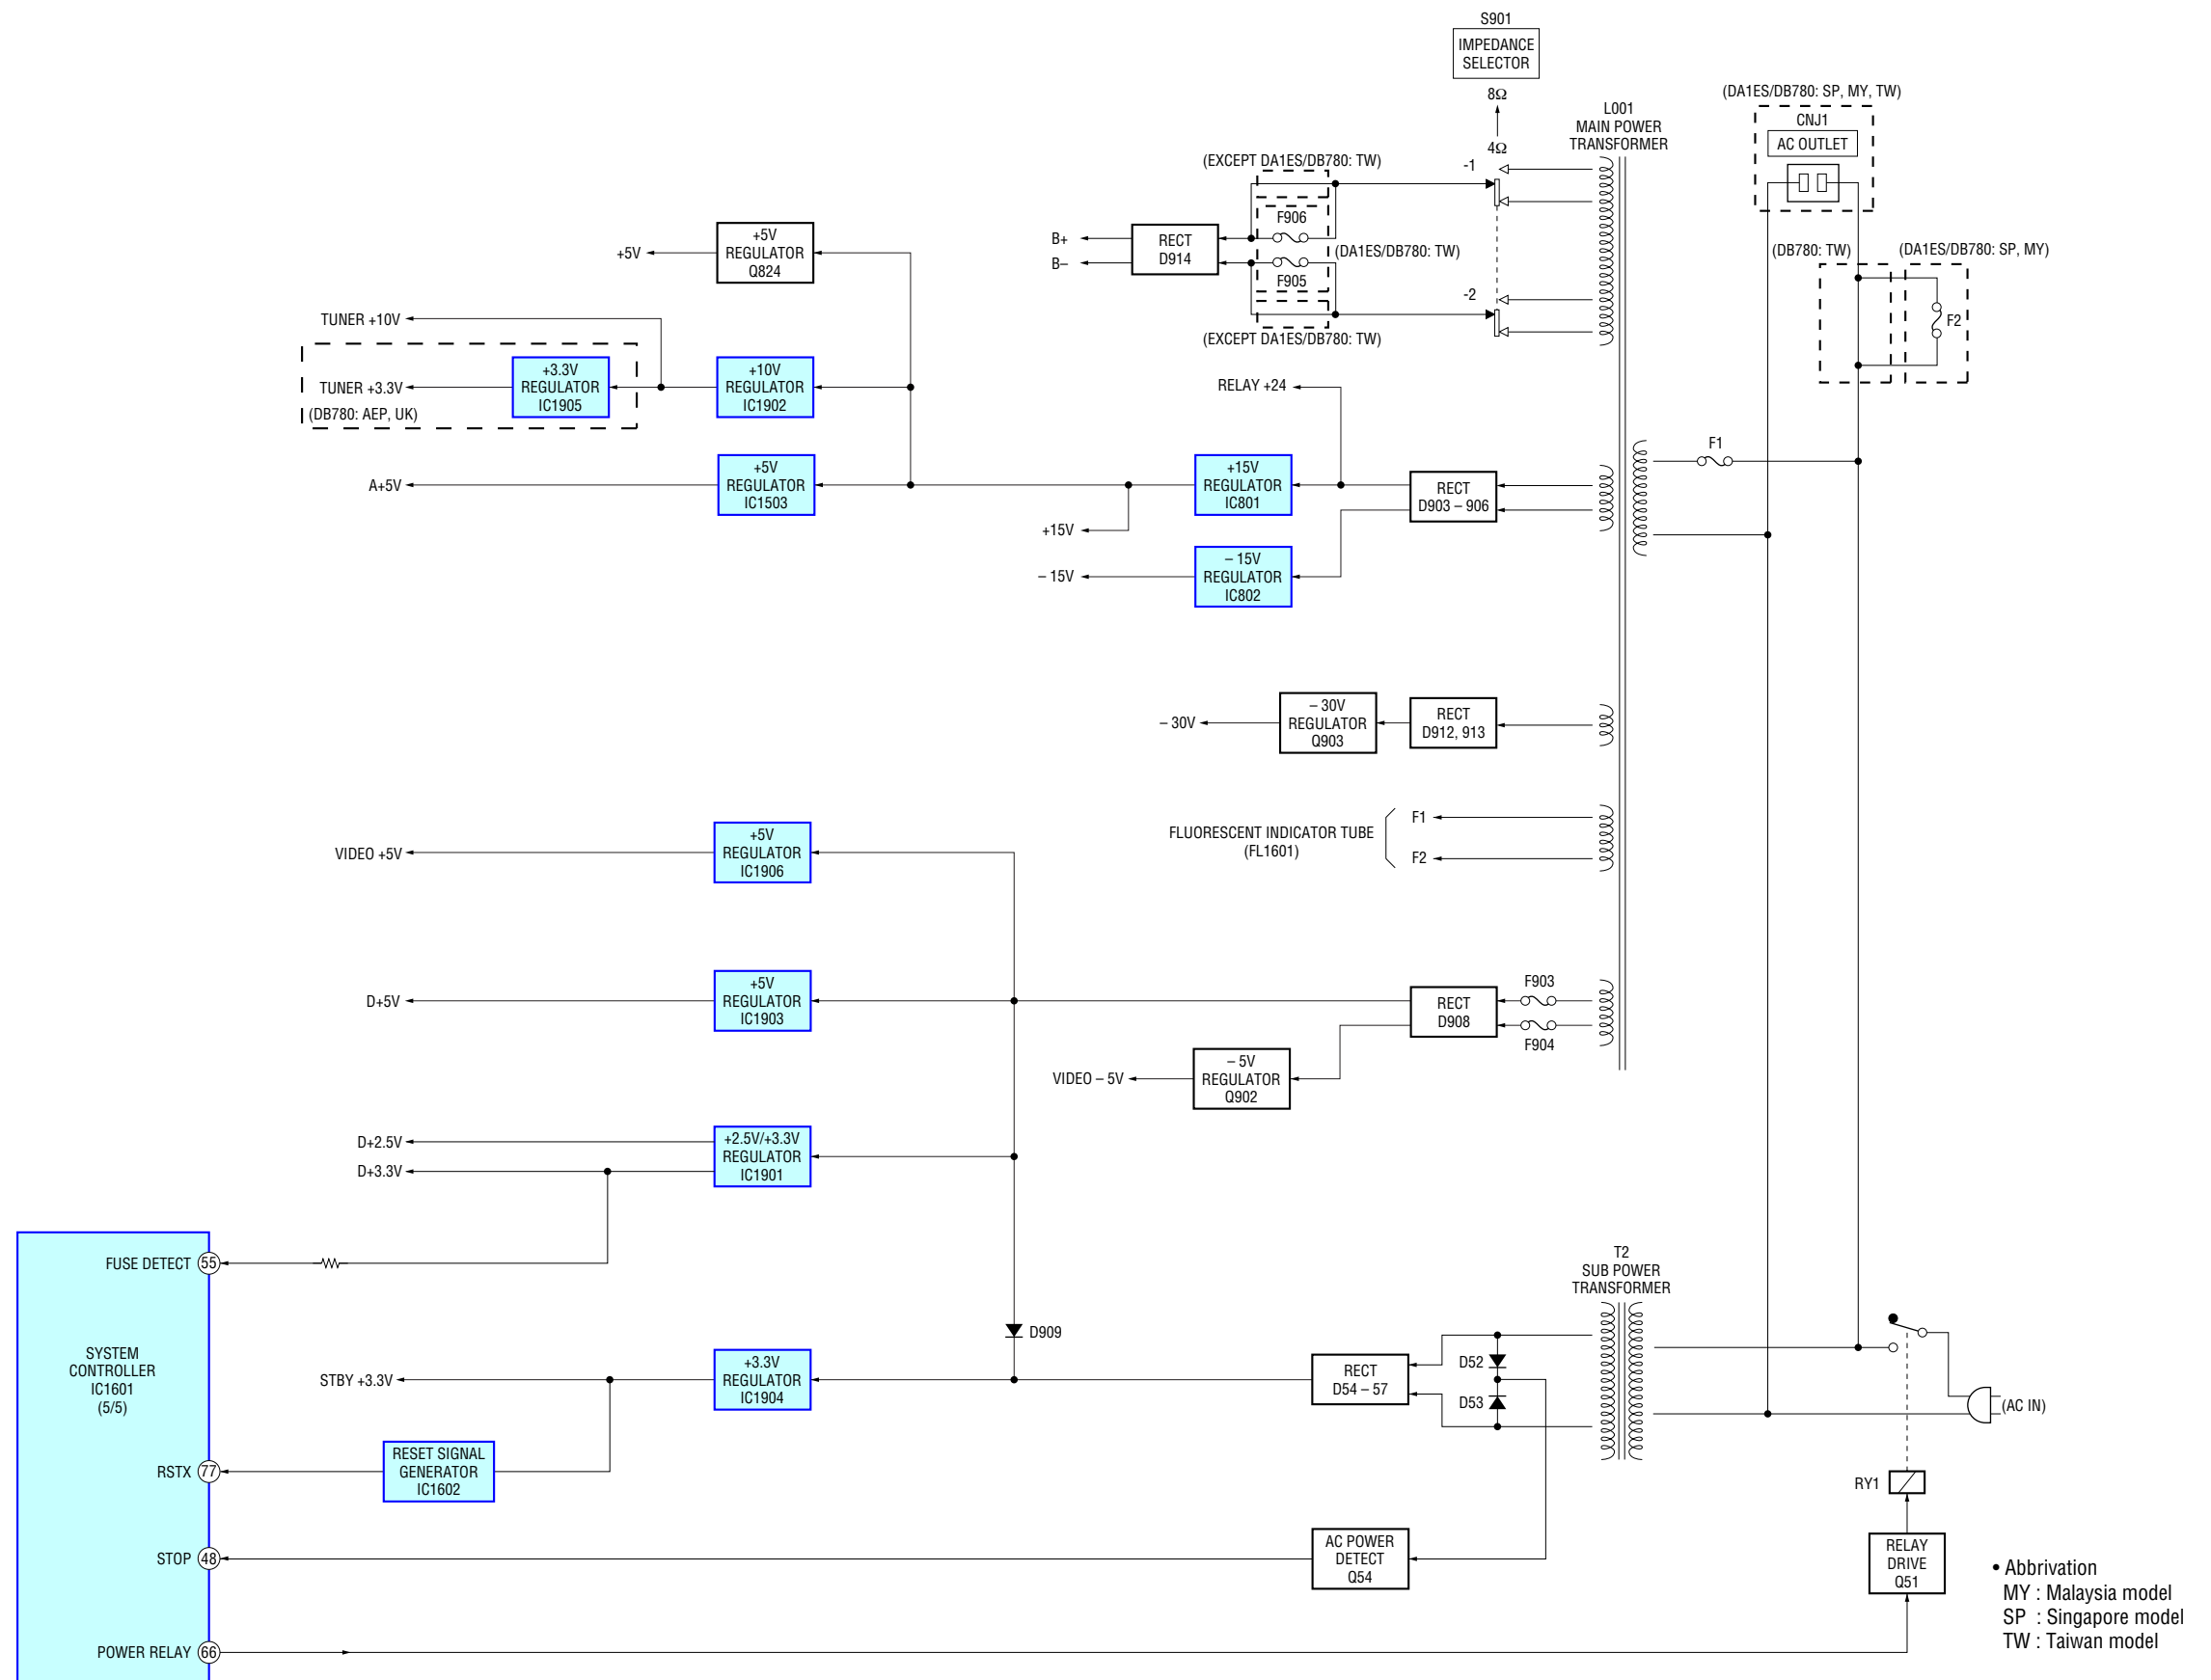 S901
IMPEDANCE
SELECTOR
8Ω
4Ω
-1
-2
L001
MAIN POWER
TRANSFORMER
(DA1ES/DB780: SP, MY, TW)
CNJ1
AC OUTLET
(DB780: TW)
(DA1ES/DB780: SP, MY)
F2
F1
(EXCEPT DA1ES/DB780: TW)
F906
(DA1ES/DB780: TW)
F905
(EXCEPT DA1ES/DB780: TW)
B+
B–
RECT
D914
+5V
+5V
REGULATOR
Q824
TUNER +10V
TUNER +3.3V
+3.3V
REGULATOR
IC1905
(DB780: AEP, UK)
+10V
REGULATOR
IC1902
RELAY +24
A+5V
+5V
REGULATOR
IC1503
+15V
+15V
REGULATOR
IC801
RECT
D903 – 906
– 15V
– 15V
REGULATOR
IC802
– 30V
– 30V
REGULATOR
Q903
RECT
D912, 913
FLUORESCENT INDICATOR TUBE
(FL1601)
F1
F2
VIDEO +5V
+5V
REGULATOR
IC1906
D+5V
+5V
REGULATOR
IC1903
RECT
D908
F903
F904
VIDEO – 5V
– 5V
REGULATOR
Q902
D+2.5V
D+3.3V
+2.5V/+3.3V
REGULATOR
IC1901
FUSE DETECT 55
SYSTEM
CONTROLLER
IC1601
(5/5)
D909
STBY +3.3V
+3.3V
REGULATOR
IC1904
RECT
D54 – 57
D52
D53
T2
SUB POWER
TRANSFORMER
(AC IN)
RSTX 77
RESET SIGNAL
GENERATOR
IC1602
RY1
STOP 48
AC POWER
DETECT
Q54
RELAY
DRIVE
Q51
POWER RELAY 66
• Abbrivation
MY : Malaysia model
SP : Singapore model
TW : Taiwan model